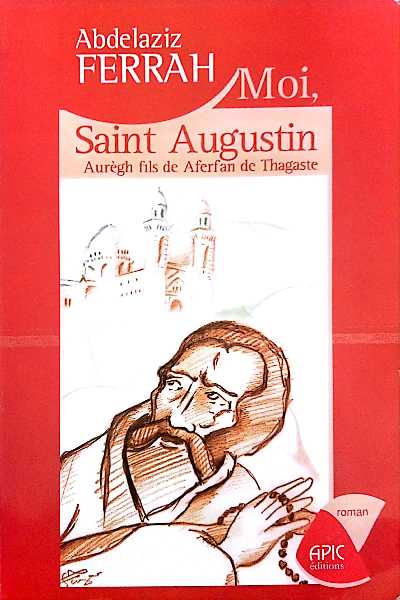 Abdelaziz
FERRAH
Moi,
Saint Augustin
Aurègh fils de Aferfan de Thagaste
roman
APIC
éditions